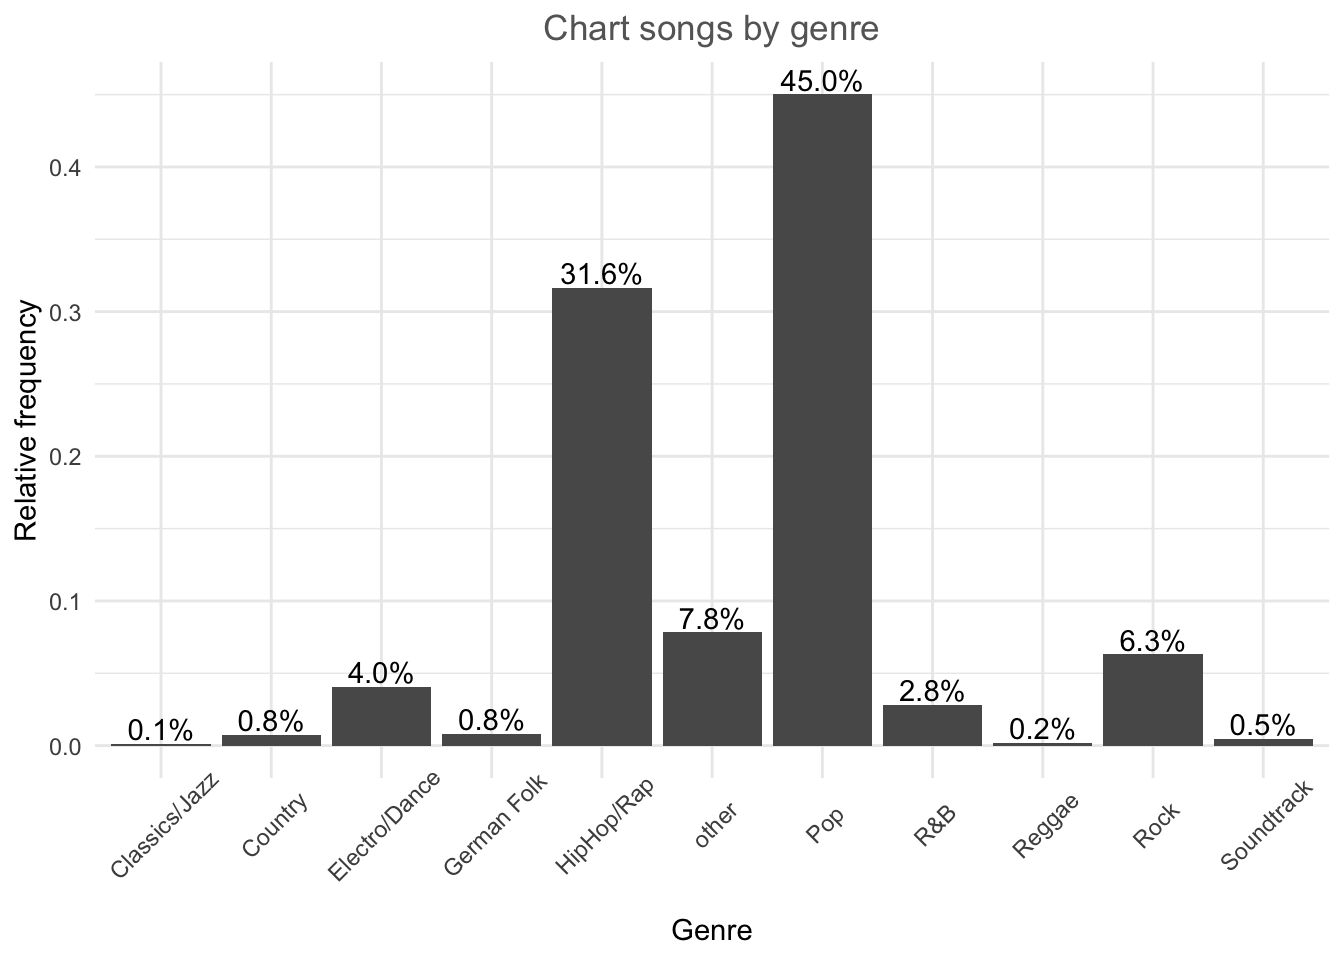 Chart songs by genre
Relative frequency
0.4
0.3
0.2
0.1
0.0
0.1%
0.8%
4.0%
0.8%
31.6%
7.8%
45.0%
2.8%
0.2%
6.3%
0.5%
Classics/Jazz
Country
Electro/Dance
German Folk
HipHop/Rap
other
Pop
R&B
Reggae
Rock
Soundtrack
Genre